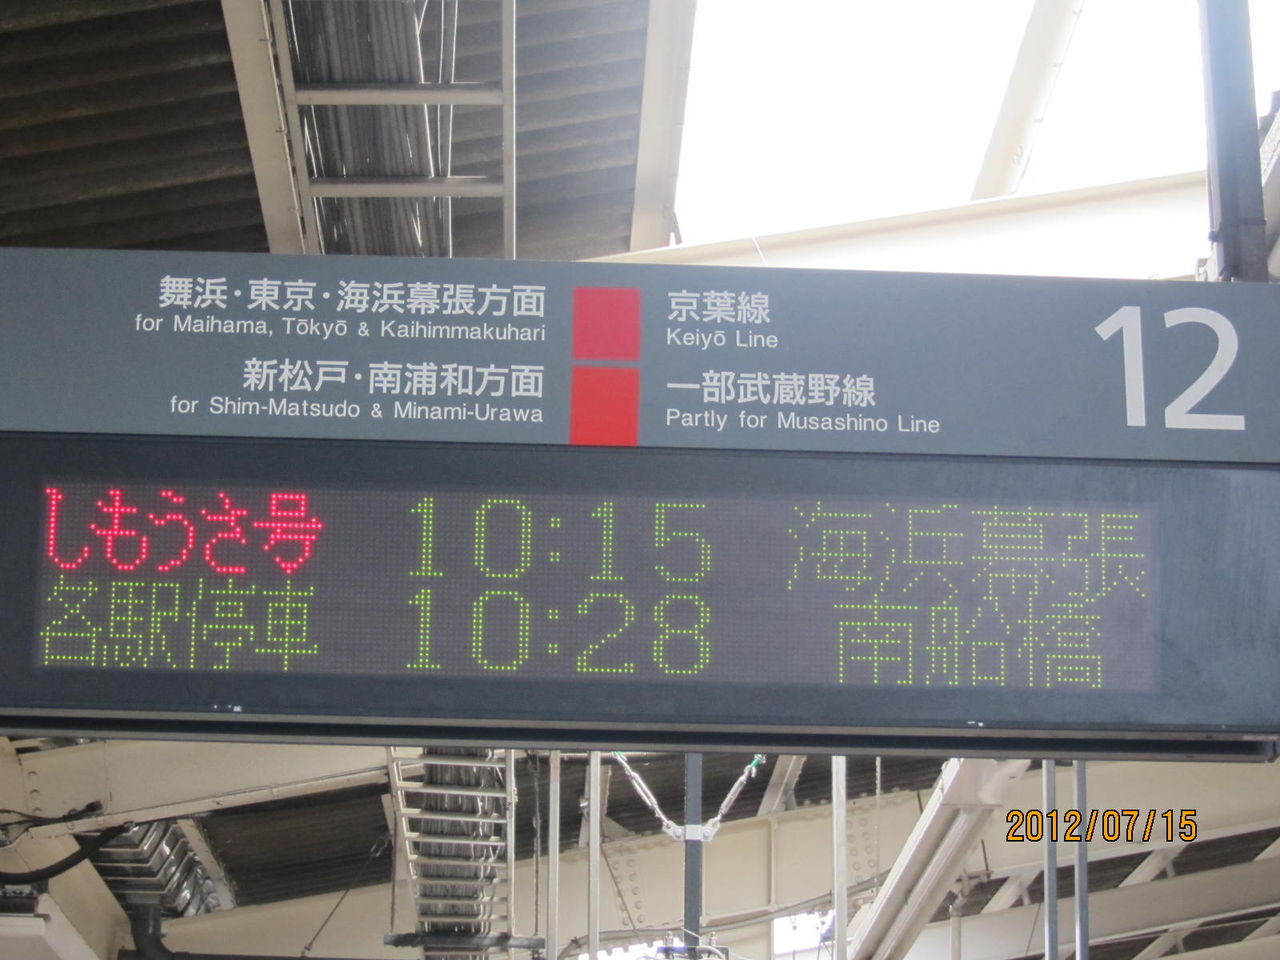 舞浜・東京・海浜幕張方面
for Maihama, Tōkyō & Kaihimmakuhari
京葉線
Keiyō Line
新松戸・南浦和方面
for Shim-Matsudo & Minami-Urawa
一部武蔵野線
Partly for Musashino Line
12
しもうさ号 10:15 海浜幕張
各駅停車 10:28 南船橋
2012/07/15